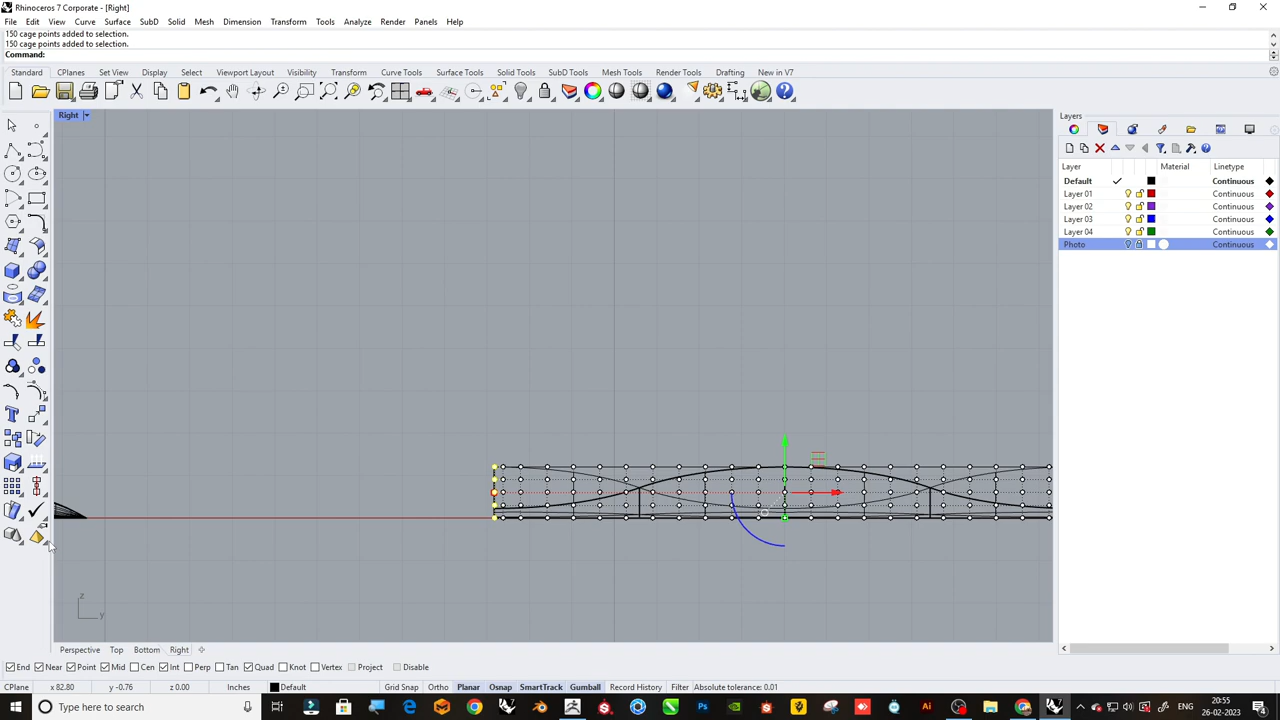 Rhinoceros 7 Corporate - [Right]
File Edit View Curve Surface SubD Solid Mesh Dimension Transform Tools Analyze Render Panels Help
150 cage points added to selection.
150 cage points added to selection.
Command:
Standard CPlanes Set View Display Select Viewport Layout Visibility Transform Curve Tools Surface Tools Solid Tools SubD Tools Mesh Tools Render Tools Drafting New in V7
Right
Layers
Layer Material Linetype
Default Continuous
Layer 01 Continuous
Layer 02 Continuous
Layer 03 Continuous
Layer 04 Continuous
Photo Continuous
z
y
Perspective Top Bottom Right
End Near Point Mid Cen Int Perp Tan Quad Knot Vertex Project Disable
CPlane x 82.80 y -0.76 z 0.00 Inches Default Grid Snap Ortho Planar Osnap SmartTrack Gumball Record History Filter Absolute tolerance: 0.01
Type here to search
Ai
Ps
20:55
26-02-2023